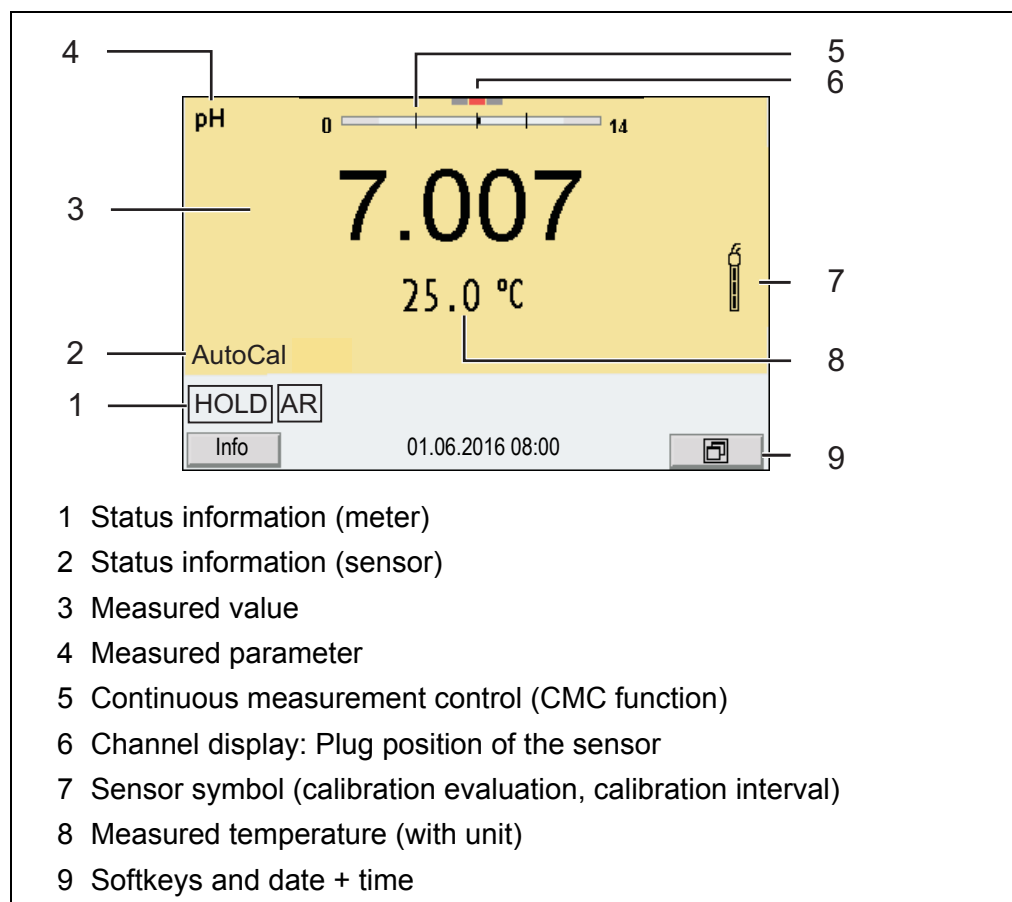 4
5
6
pH
0
14
7.007
3
25.0 °C
7
2
AutoCal
8
1
HOLD AR
Info
01.06.2016 08:00
9
1 Status information (meter)
2 Status information (sensor)
3 Measured value
4 Measured parameter
5 Continuous measurement control (CMC function)
6 Channel display: Plug position of the sensor
7 Sensor symbol (calibration evaluation, calibration interval)
8 Measured temperature (with unit)
9 Softkeys and date + time